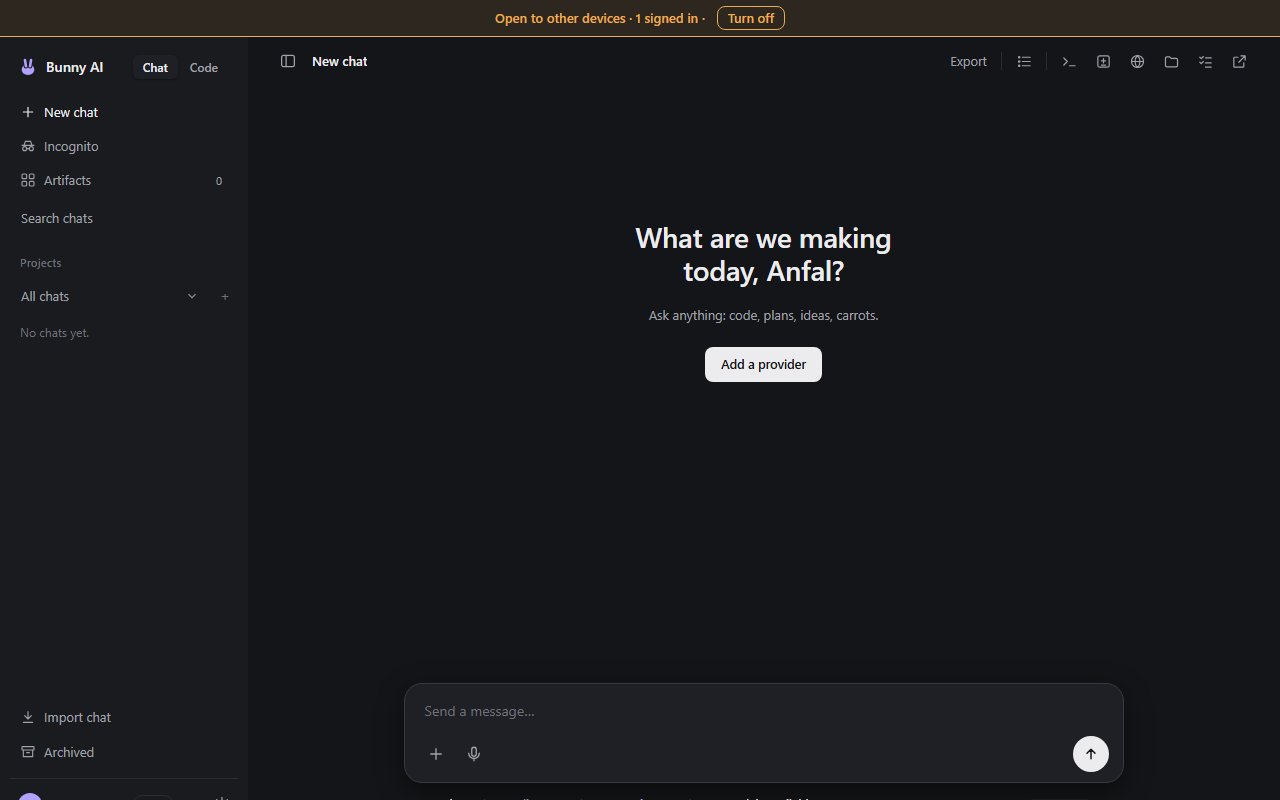 Open to other devices · 1 signed in ·
Turn off
Bunny AI
Chat
Code
New chat
Incognito
Artifacts
0
Search chats
Projects
All chats
No chats yet.
Import chat
Archived
New chat
Export
What are we making
today, Anfal?
Ask anything: code, plans, ideas, carrots.
Add a provider
Send a message...